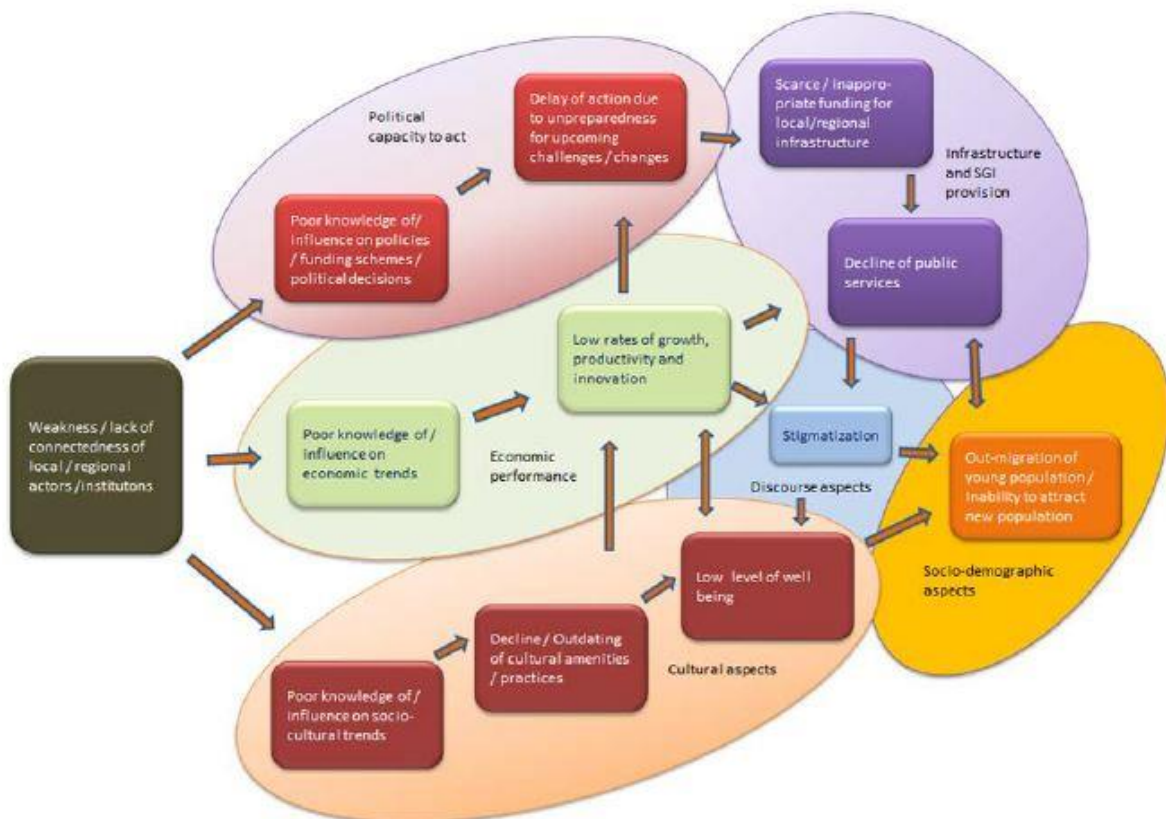 Political
capacity to act
Delay of action due
to unpreparedness
for upcoming
challenges / changes
Scarce / inappro-
priate funding for
local/regional
infrastructure
Infrastructure
and SGI
provision
Poor knowledge of/
influence on policies
/ funding schemes /
political decisions
Decline of public
services
Low rates of growth,
productivity and
innovation
Weakness / lack of
connectedness of
local / regional
actors /institutons
Poor knowledge of /
influence on
economic trends
Economic
performance
Stigmatization
Discourse aspects
Out-migration of
young population /
Inability to attract
new population
Socio-demographic
aspects
Low level of well
being
Decline / Outdating
of cultural amenities
/ practices
Cultural aspects
Poor knowledge of /
influence on socio-
cultural trends